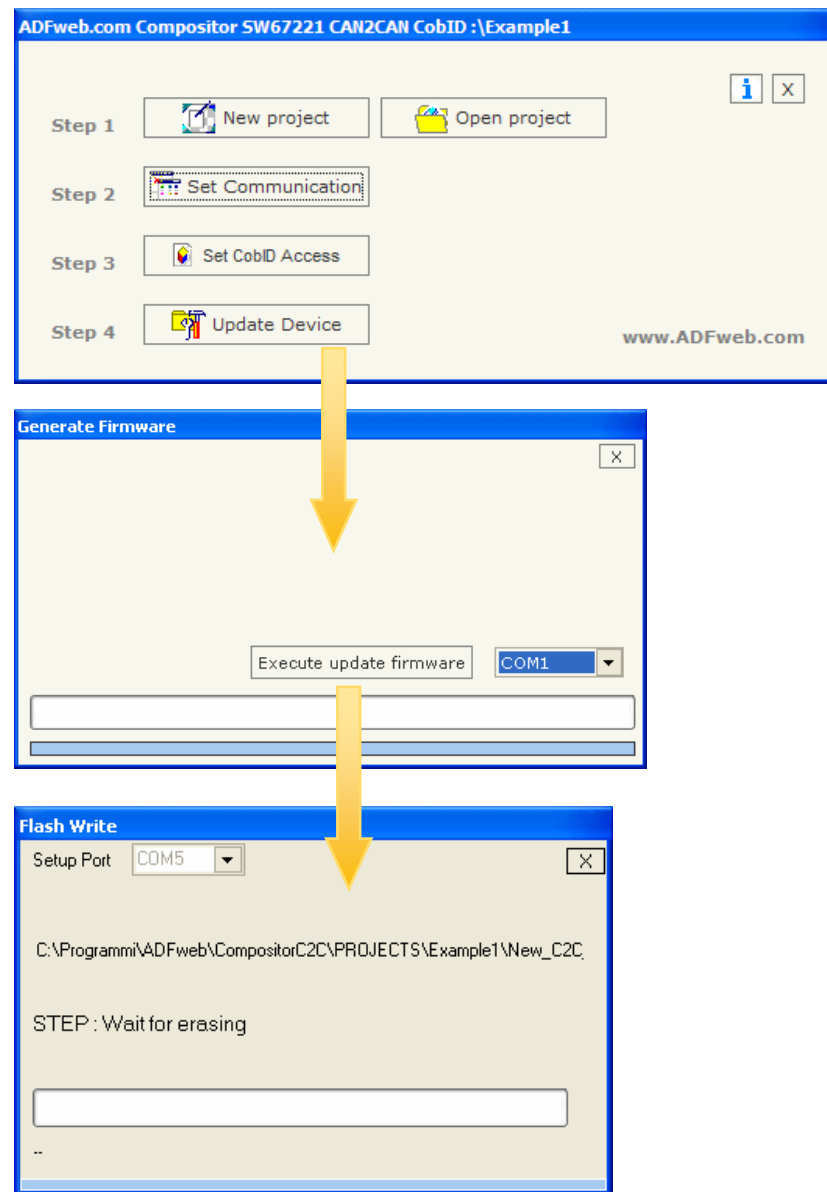 ADFweb.com Compositor SW67221 CAN2CAN CobID :\Example1
i X
Step 1 New project Open project
Step 2 Set Communication
Step 3 Set CobID Access
Step 4 Update Device
www.ADFweb.com
Generate Firmware
X
Execute update firmware COM1
Flash Write
Setup Port COM5 X
C:\Programmi\ADFweb\CompositorC2C\PROJECTS\Example1\New_C2C_
STEP : Wait for erasing
--